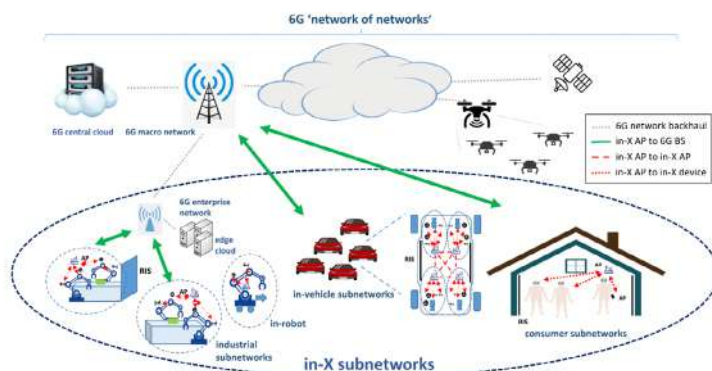 6G 'network of networks'
6G central cloud
6G macro network
6G network backhaul
in-X AP to 6G BS
in-X AP to in-X AP
in-X AP to in-X device
6G enterprise
network
edge
cloud
AP
RIS
AP
in-robot
industrial
subnetworks
in-vehicle subnetworks
RIS
AP
AP
RIS
consumer subnetworks
in-X subnetworks